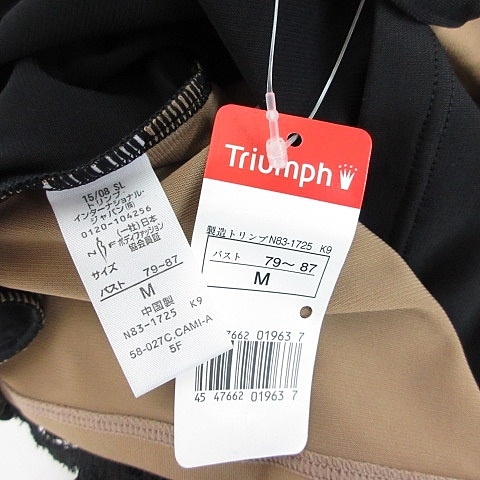 15/08 SL
トリンプ・
インターナショナル・
ジャパン(株)
0120-104256
(一社)日本
ボディファッション
協会会員証
サイズ
バスト 79-87
M
中国製
N83-1725 K9
58-027C,CAMI-A
5F
Triumph
製造トリンプN83-1725 K9
バスト 79～ 87
M
47662 01963 7
45 47662 01963 7